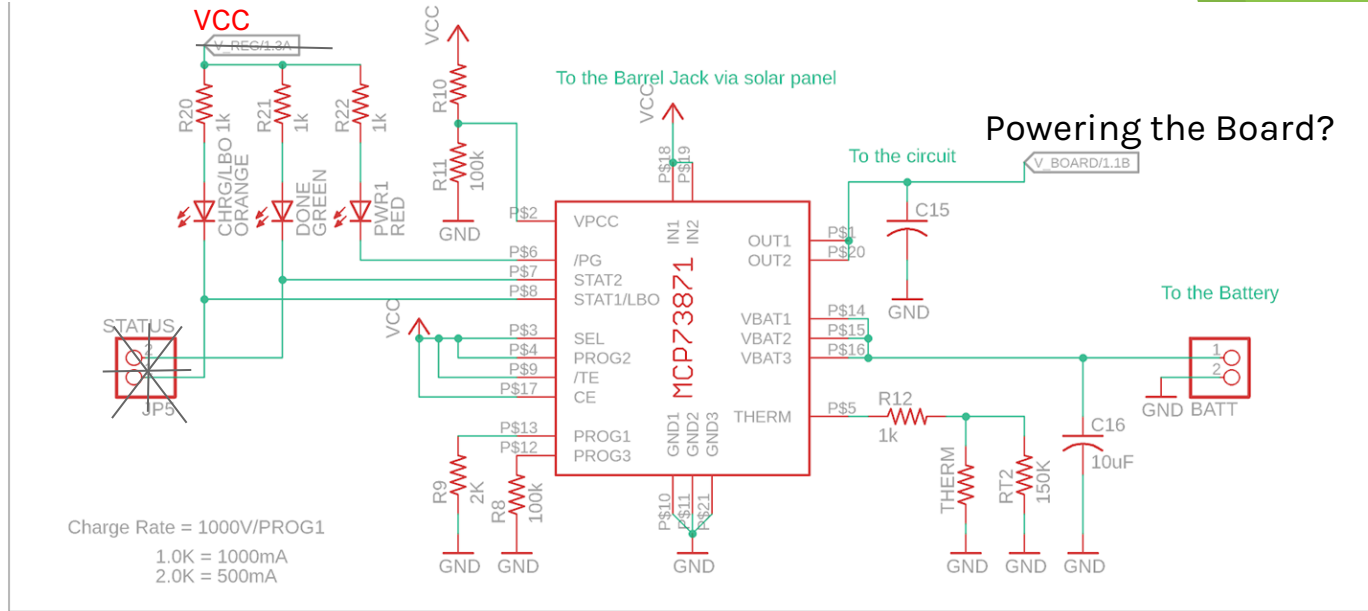 VCC
V_REG/1.3A
R20
1k
R21
1k
R22
1k
CHRG/LBO
ORANGE
DONE
GREEN
PWR1
RED
STATUS
2
JP5
VCC
R10
R11
100k
GND
VCC
To the Barrel Jack via solar panel
VCC
P$18
P$19
P$2
P$6
P$7
P$8
P$3
P$4
P$9
P$17
P$13
P$12
VPCC
/PG
STAT2
STAT1/LBO
SEL
PROG2
/TE
CE
PROG1
PROG3
IN1
IN2
MCP73871
GND1
GND2
GND3
OUT1
OUT2
VBAT1
VBAT2
VBAT3
THERM
P$1
P$20
P$14
P$15
P$16
P$5
P$10
P$11
P$21
GND
R9
2K
GND
R8
100k
GND
Powering the Board?
To the circuit
V_BOARD/1.1B
C15
GND
To the Battery
1
2
GND
BATT
R12
1k
THERM
GND
RT2
150K
GND
C16
10uF
GND
Charge Rate = 1000V/PROG1
1.0K = 1000mA
2.0K = 500mA